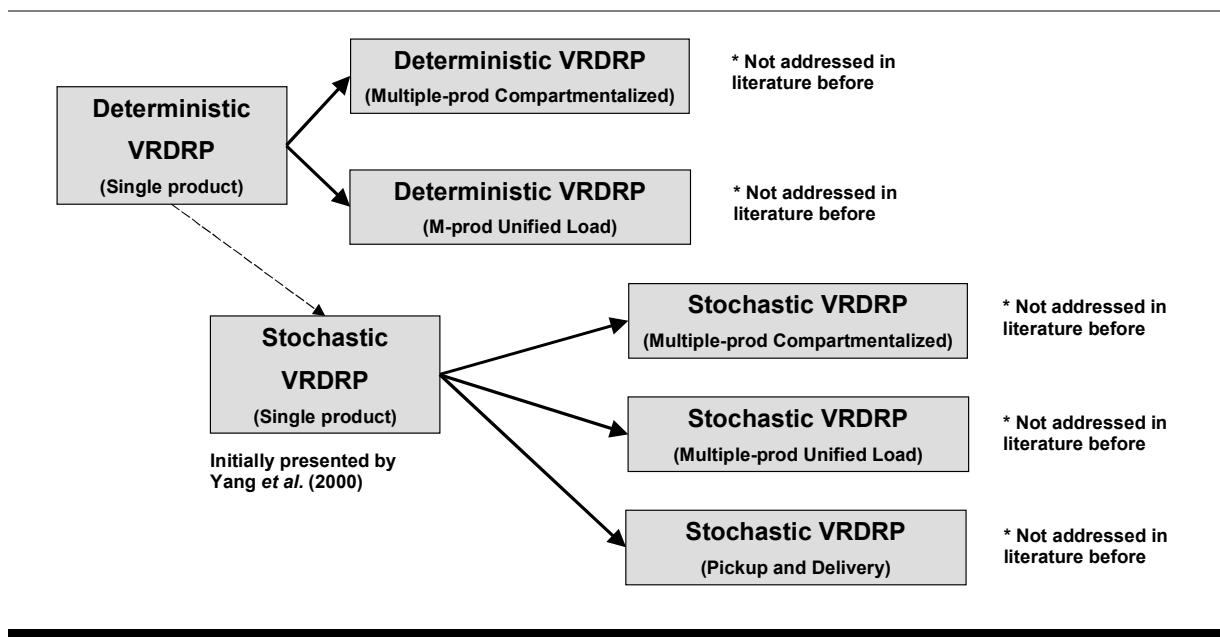 Deterministic
VRDRP
(Single product)
Deterministic VRDRP
(Multiple-prod Compartmentalized)
* Not addressed in
literature before
Deterministic VRDRP
(M-prod Unified Load)
* Not addressed in
literature before
Stochastic
VRDRP
(Single product)
Initially presented by
Yang et al. (2000)
Stochastic VRDRP
(Multiple-prod Compartmentalized)
* Not addressed in
literature before
Stochastic VRDRP
(Multiple-prod Unified Load)
* Not addressed in
literature before
Stochastic VRDRP
(Pickup and Delivery)
* Not addressed in
literature before